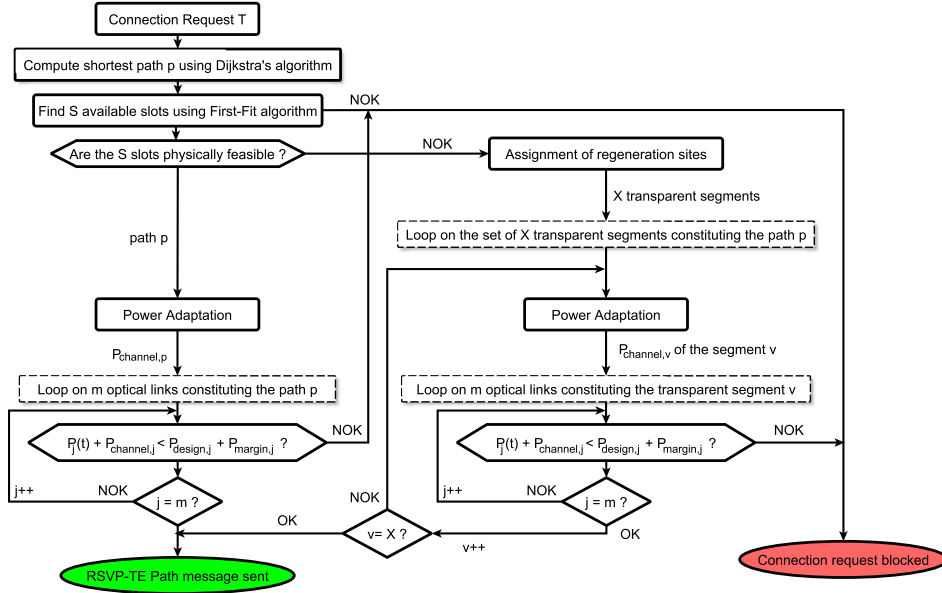 Connection Request T
Compute shortest path p using Dijkstra's algorithm
Find S available slots using First-Fit algorithm
NOK
Are the S slots physically feasible ?
NOK
Assignment of regeneration sites
X transparent segments
path p
Loop on the set of X transparent segments constituting the path p
Power Adaptation
Power Adaptation
Pchannel,p
Pchannel,v of the segment v
Loop on m optical links constituting the path p
Loop on m optical links constituting the transparent segment v
Pj(t) + Pchannel,j < Pdesign,j + Pmargin,j ?
NOK
Pj(t) + Pchannel,j < Pdesign,j + Pmargin,j ?
NOK
j++
NOK
j = m ?
NOK
j++
NOK
j = m ?
OK
v= X ?
v++
OK
RSVP-TE Path message sent
Connection request blocked